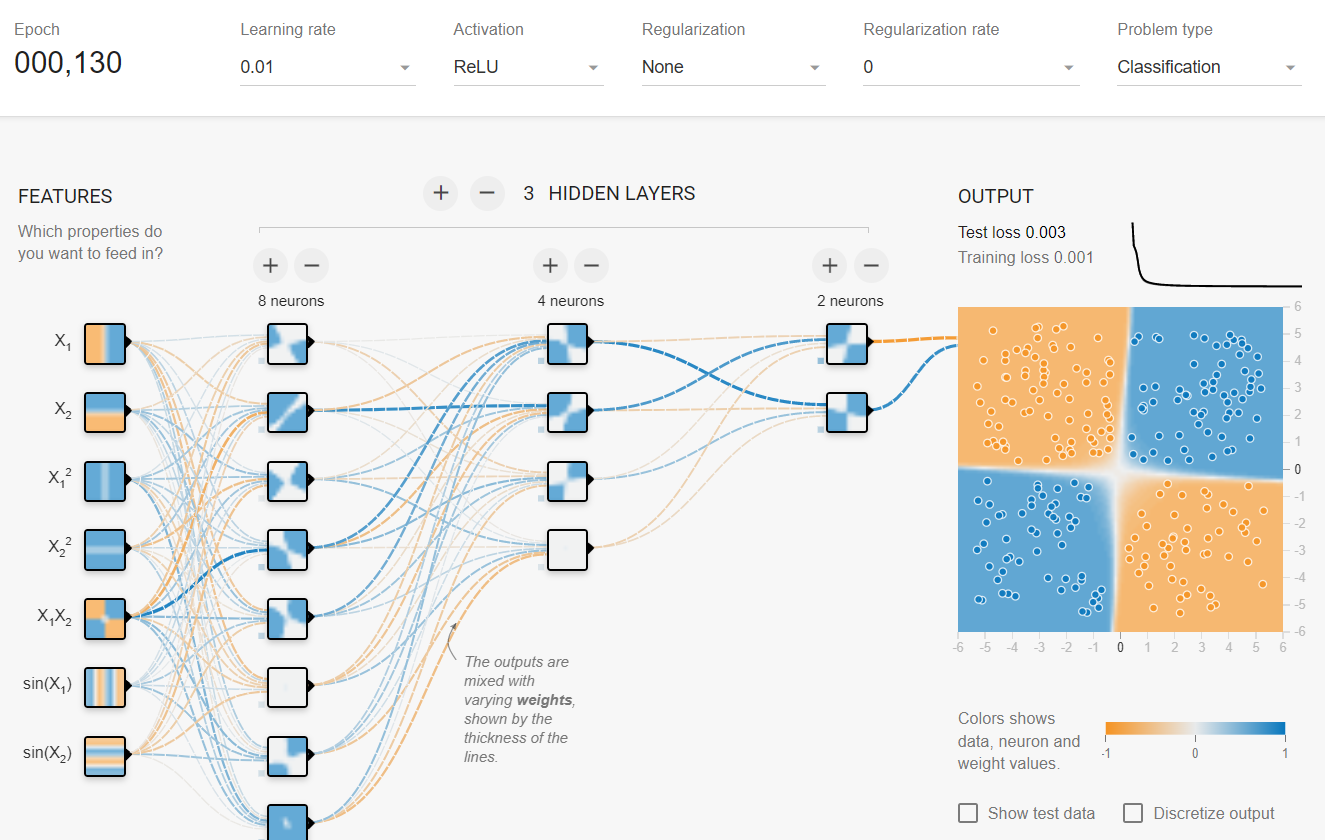 Epoch
000,130
Learning rate
0.01
Activation
ReLU
Regularization
None
Regularization rate
0
Problem type
Classification
FEATURES
Which properties do
you want to feed in?
X₁
X₂
X₁²
X₂²
X₁X₂
sin(X₁)
sin(X₂)
+ − 3 HIDDEN LAYERS
+ −
8 neurons
+ −
4 neurons
+ −
2 neurons
The outputs are
mixed with
varying weights,
shown by the
thickness of the
lines.
OUTPUT
Test loss 0.003
Training loss 0.001
6
5
4
3
2
1
0
-1
-2
-3
-4
-5
-6
-6 -5 -4 -3 -2 -1 0 1 2 3 4 5 6
Colors shows
data, neuron and
weight values.
-1 0 1
Show test data
Discretize output